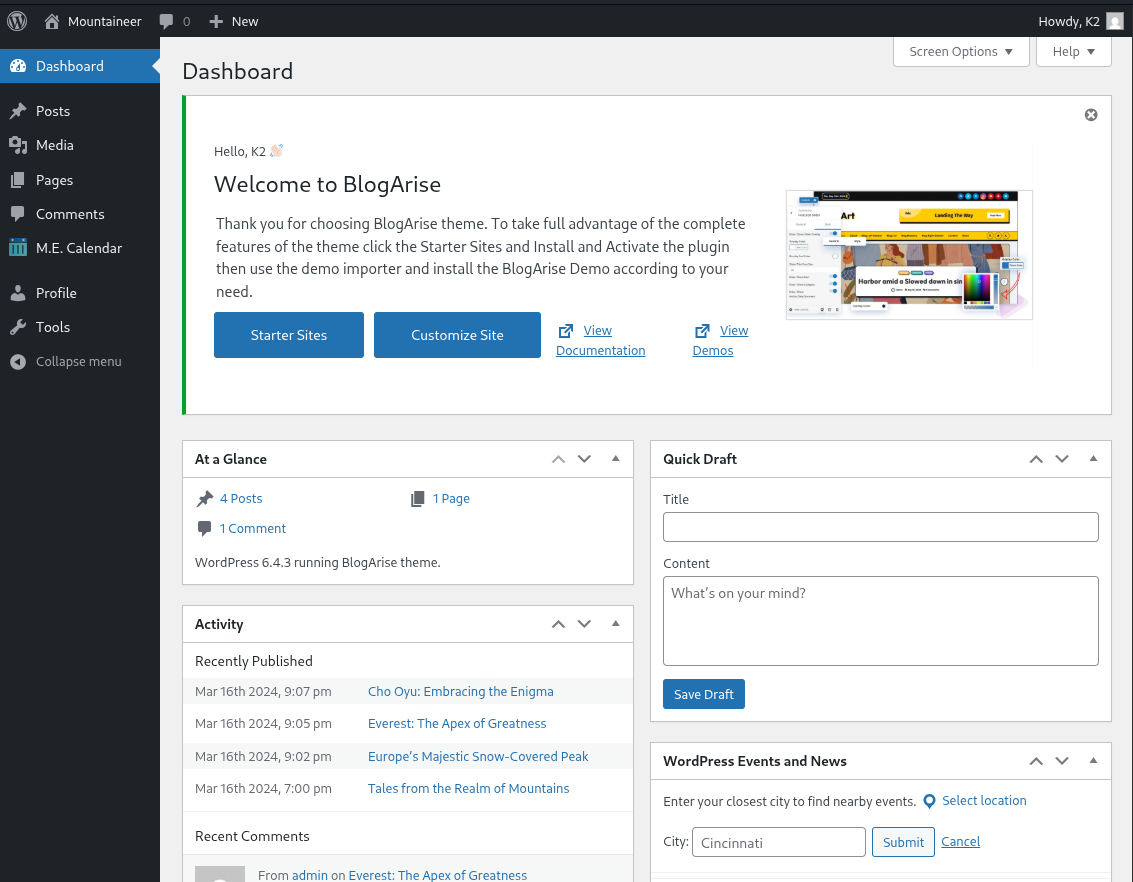 Mountaineer 0 New Howdy, K2
Dashboard
Posts
Media
Pages
Comments
M.E. Calendar
Profile
Tools
Collapse menu
Screen Options Help
Dashboard
Hello, K2 👋🏻
Welcome to BlogArise
Thank you for choosing BlogArise theme. To take full advantage of the complete
features of the theme click the Starter Sites and Install and Activate the plugin
then use the demo importer and install the BlogArise Demo according to your
need.
Starter Sites Customize Site View
Documentation
View
Demos
Art
Landing The Way
Harbor amid a Slowed down in sin
At a Glance
4 Posts 1 Page
1 Comment
WordPress 6.4.3 running BlogArise theme.
Activity
Recently Published
Mar 16th 2024, 9:07 pm Cho Oyu: Embracing the Enigma
Mar 16th 2024, 9:05 pm Everest: The Apex of Greatness
Mar 16th 2024, 9:02 pm Europe’s Majestic Snow-Covered Peak
Mar 16th 2024, 7:00 pm Tales from the Realm of Mountains
Recent Comments
From admin on Everest: The Apex of Greatness
Quick Draft
Title
Content
What’s on your mind?
Save Draft
WordPress Events and News
Enter your closest city to find nearby events. Select location
City: Cincinnati Submit Cancel